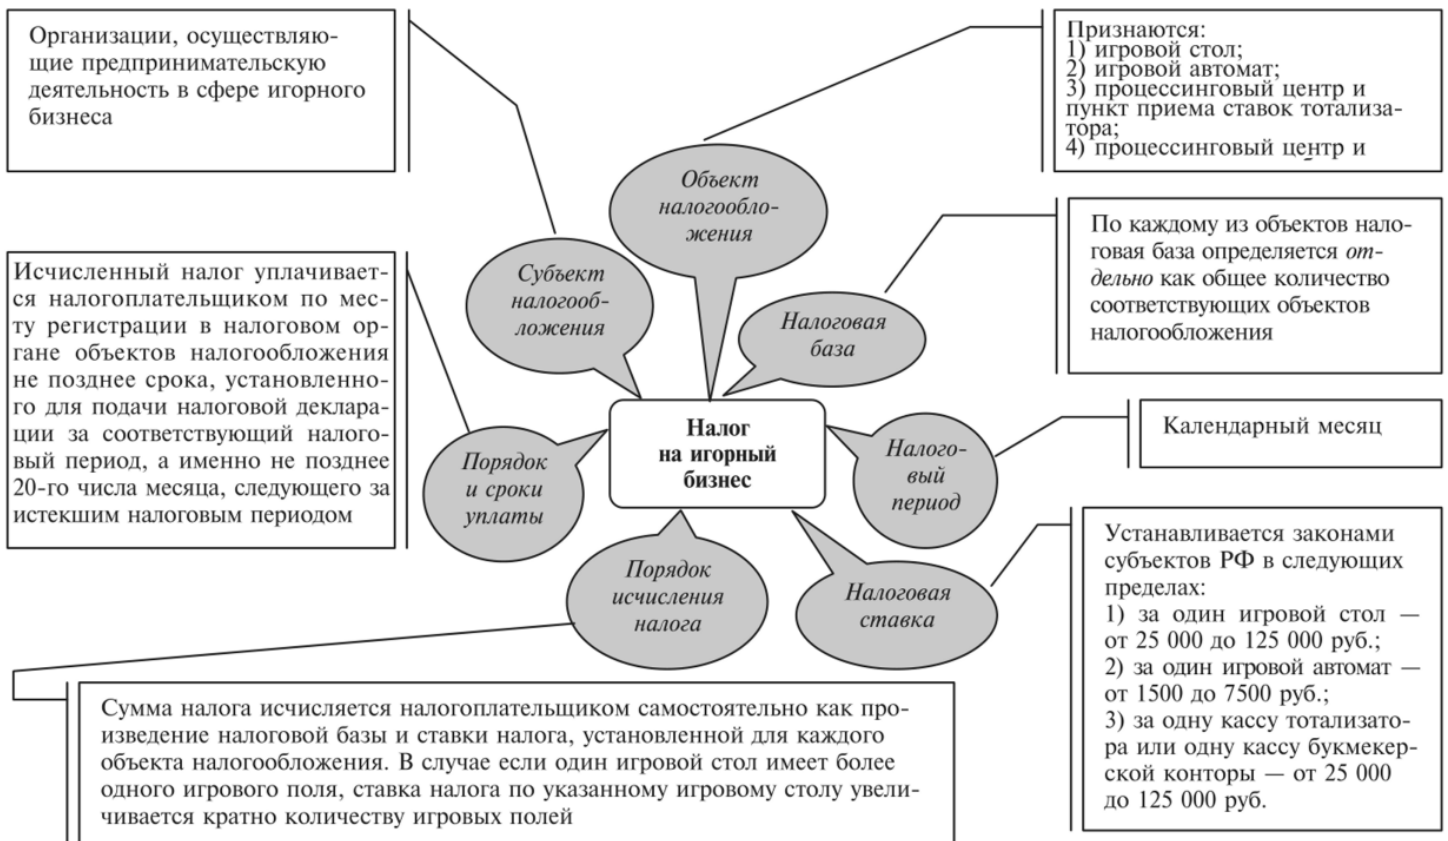 Организации, осуществляю-
щие предпринимательскую
деятельность в сфере игорного
бизнеса
Признаются:
1) игровой стол;
2) игровой автомат;
3) процессинговый центр и
пункт приема ставок тотализа-
тора;
4) процессинговый центр и
Объект
налогообло-
жения
Субъект
налогооб-
ложения
Налоговая
база
По каждому из объектов нало-
говая база определяется от-
дельно как общее количество
соответствующих объектов
налогообложения
Исчисленный налог уплачивает-
ся налогоплательщиком по мес-
ту регистрации в налоговом ор-
гане объектов налогообложения
не позднее срока, установленно-
го для подачи налоговой деклара-
ции за соответствующий налого-
вый период, а именно не позднее
20-го числа месяца, следующего за
истекшим налоговым периодом
Налог
на игорный
бизнес
Порядок
и сроки
уплаты
Налого-
вый
период
Календарный месяц
Порядок
исчисления
налога
Налоговая
ставка
Устанавливается законами
субъектов РФ в следующих
пределах:
1) за один игровой стол —
от 25 000 до 125 000 руб.;
2) за один игровой автомат —
от 1500 до 7500 руб.;
3) за одну кассу тотализато-
ра или одну кассу букмекер-
ской конторы — от 25 000
до 125 000 руб.
Сумма налога исчисляется налогоплательщиком самостоятельно как про-
изведение налоговой базы и ставки налога, установленной для каждого
объекта налогообложения. В случае если один игровой стол имеет более
одного игрового поля, ставка налога по указанному игровому столу увели-
чивается кратно количеству игровых полей